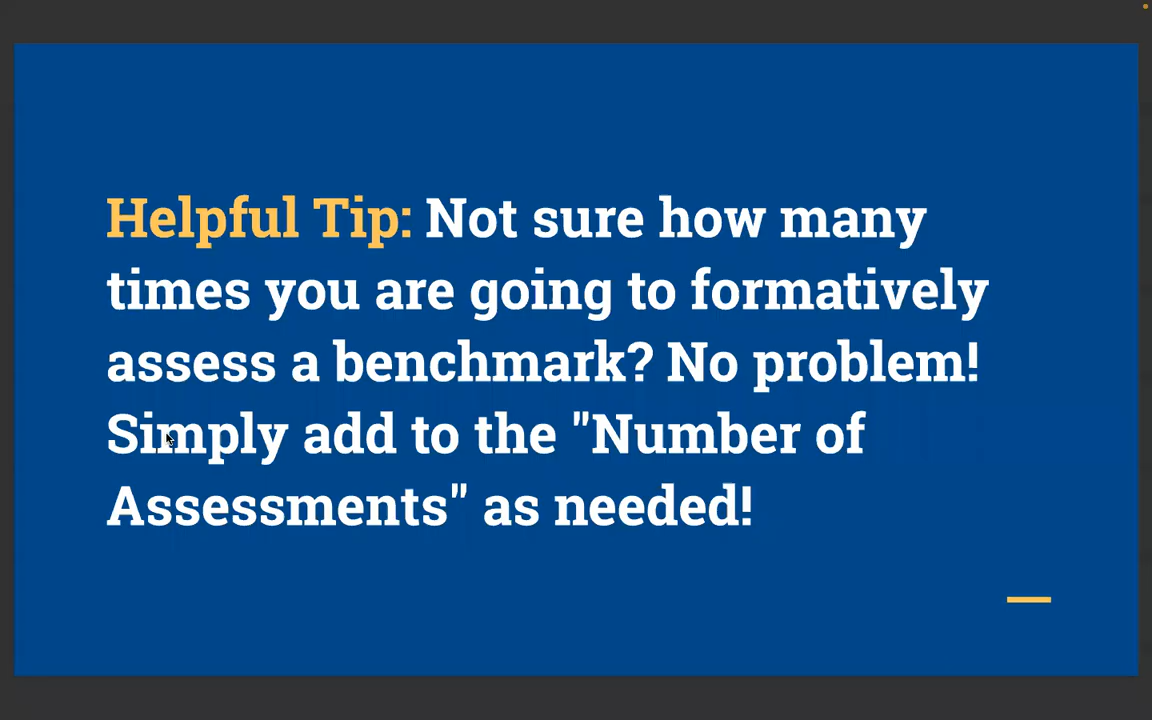 Helpful Tip: Not sure how many
times you are going to formatively
assess a benchmark? No problem!
Simply add to the "Number of
Assessments" as needed!